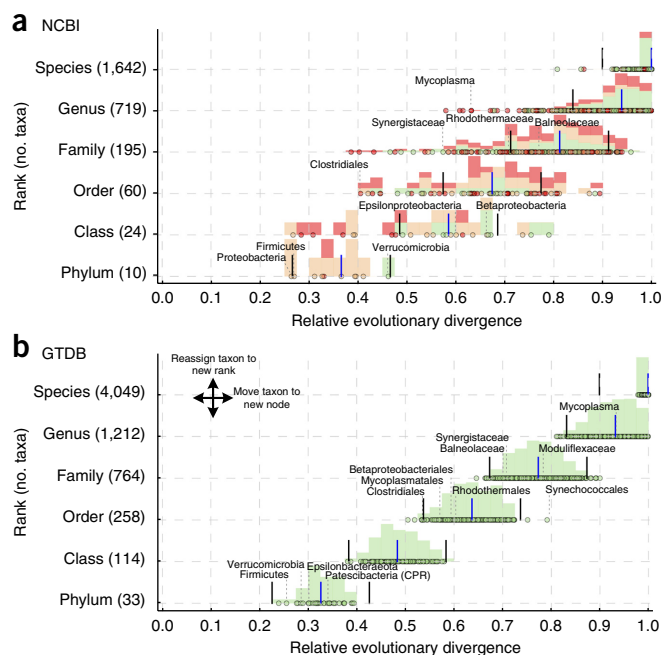 a NCBI
Species (1,642)
Mycoplasma
Genus (719)
Rhodothermaceae
Synergistaceae Balneolaceae
Family (195)
Clostridiales
Order (60)
Epsilonproteobacteria Betaproteobacteria
Class (24)
Firmicutes Verrucomicrobia
Proteobacteria
Phylum (10)
Rank (no. taxa)
0 0.1 0.2 0.3 0.4 0.5 0.6 0.7 0.8 0.9 1.0
Relative evolutionary divergence
b GTDB
Reassign taxon to
new rank
Species (4,049)
Move taxon to
new node
Mycoplasma
Genus (1,212)
Synergistaceae
Balneolaceae Moduliflexaceae
Family (764)
Betaproteobacteriales
Mycoplasmatales
Clostridiales Rhodothermales Synechococcales
Order (258)
Class (114)
Verrucomicrobia Epsilonbacteraeota
Firmicutes Patescibacteria (CPR)
Phylum (33)
Rank (no. taxa)
0 0.1 0.2 0.3 0.4 0.5 0.6 0.7 0.8 0.9 1.0
Relative evolutionary divergence